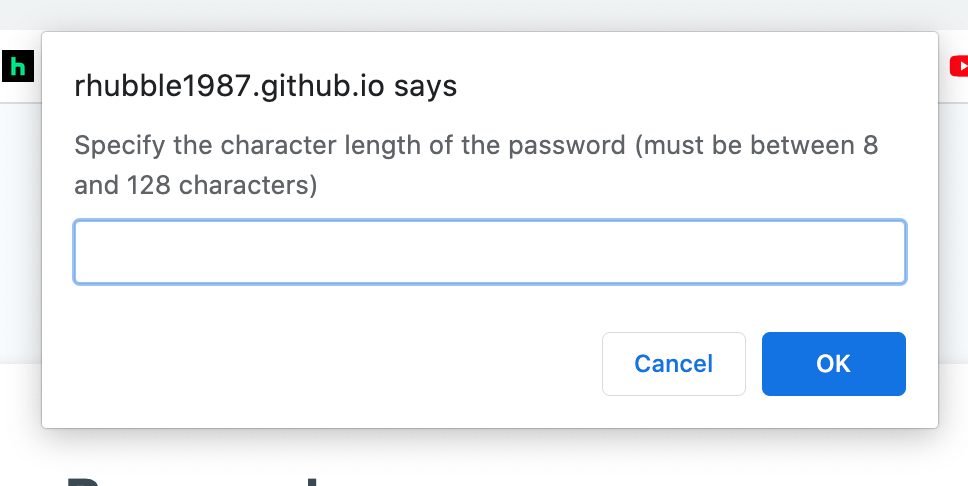 h
rhubble1987.github.io says
Specify the character length of the password (must be between 8
and 128 characters)
Cancel
OK